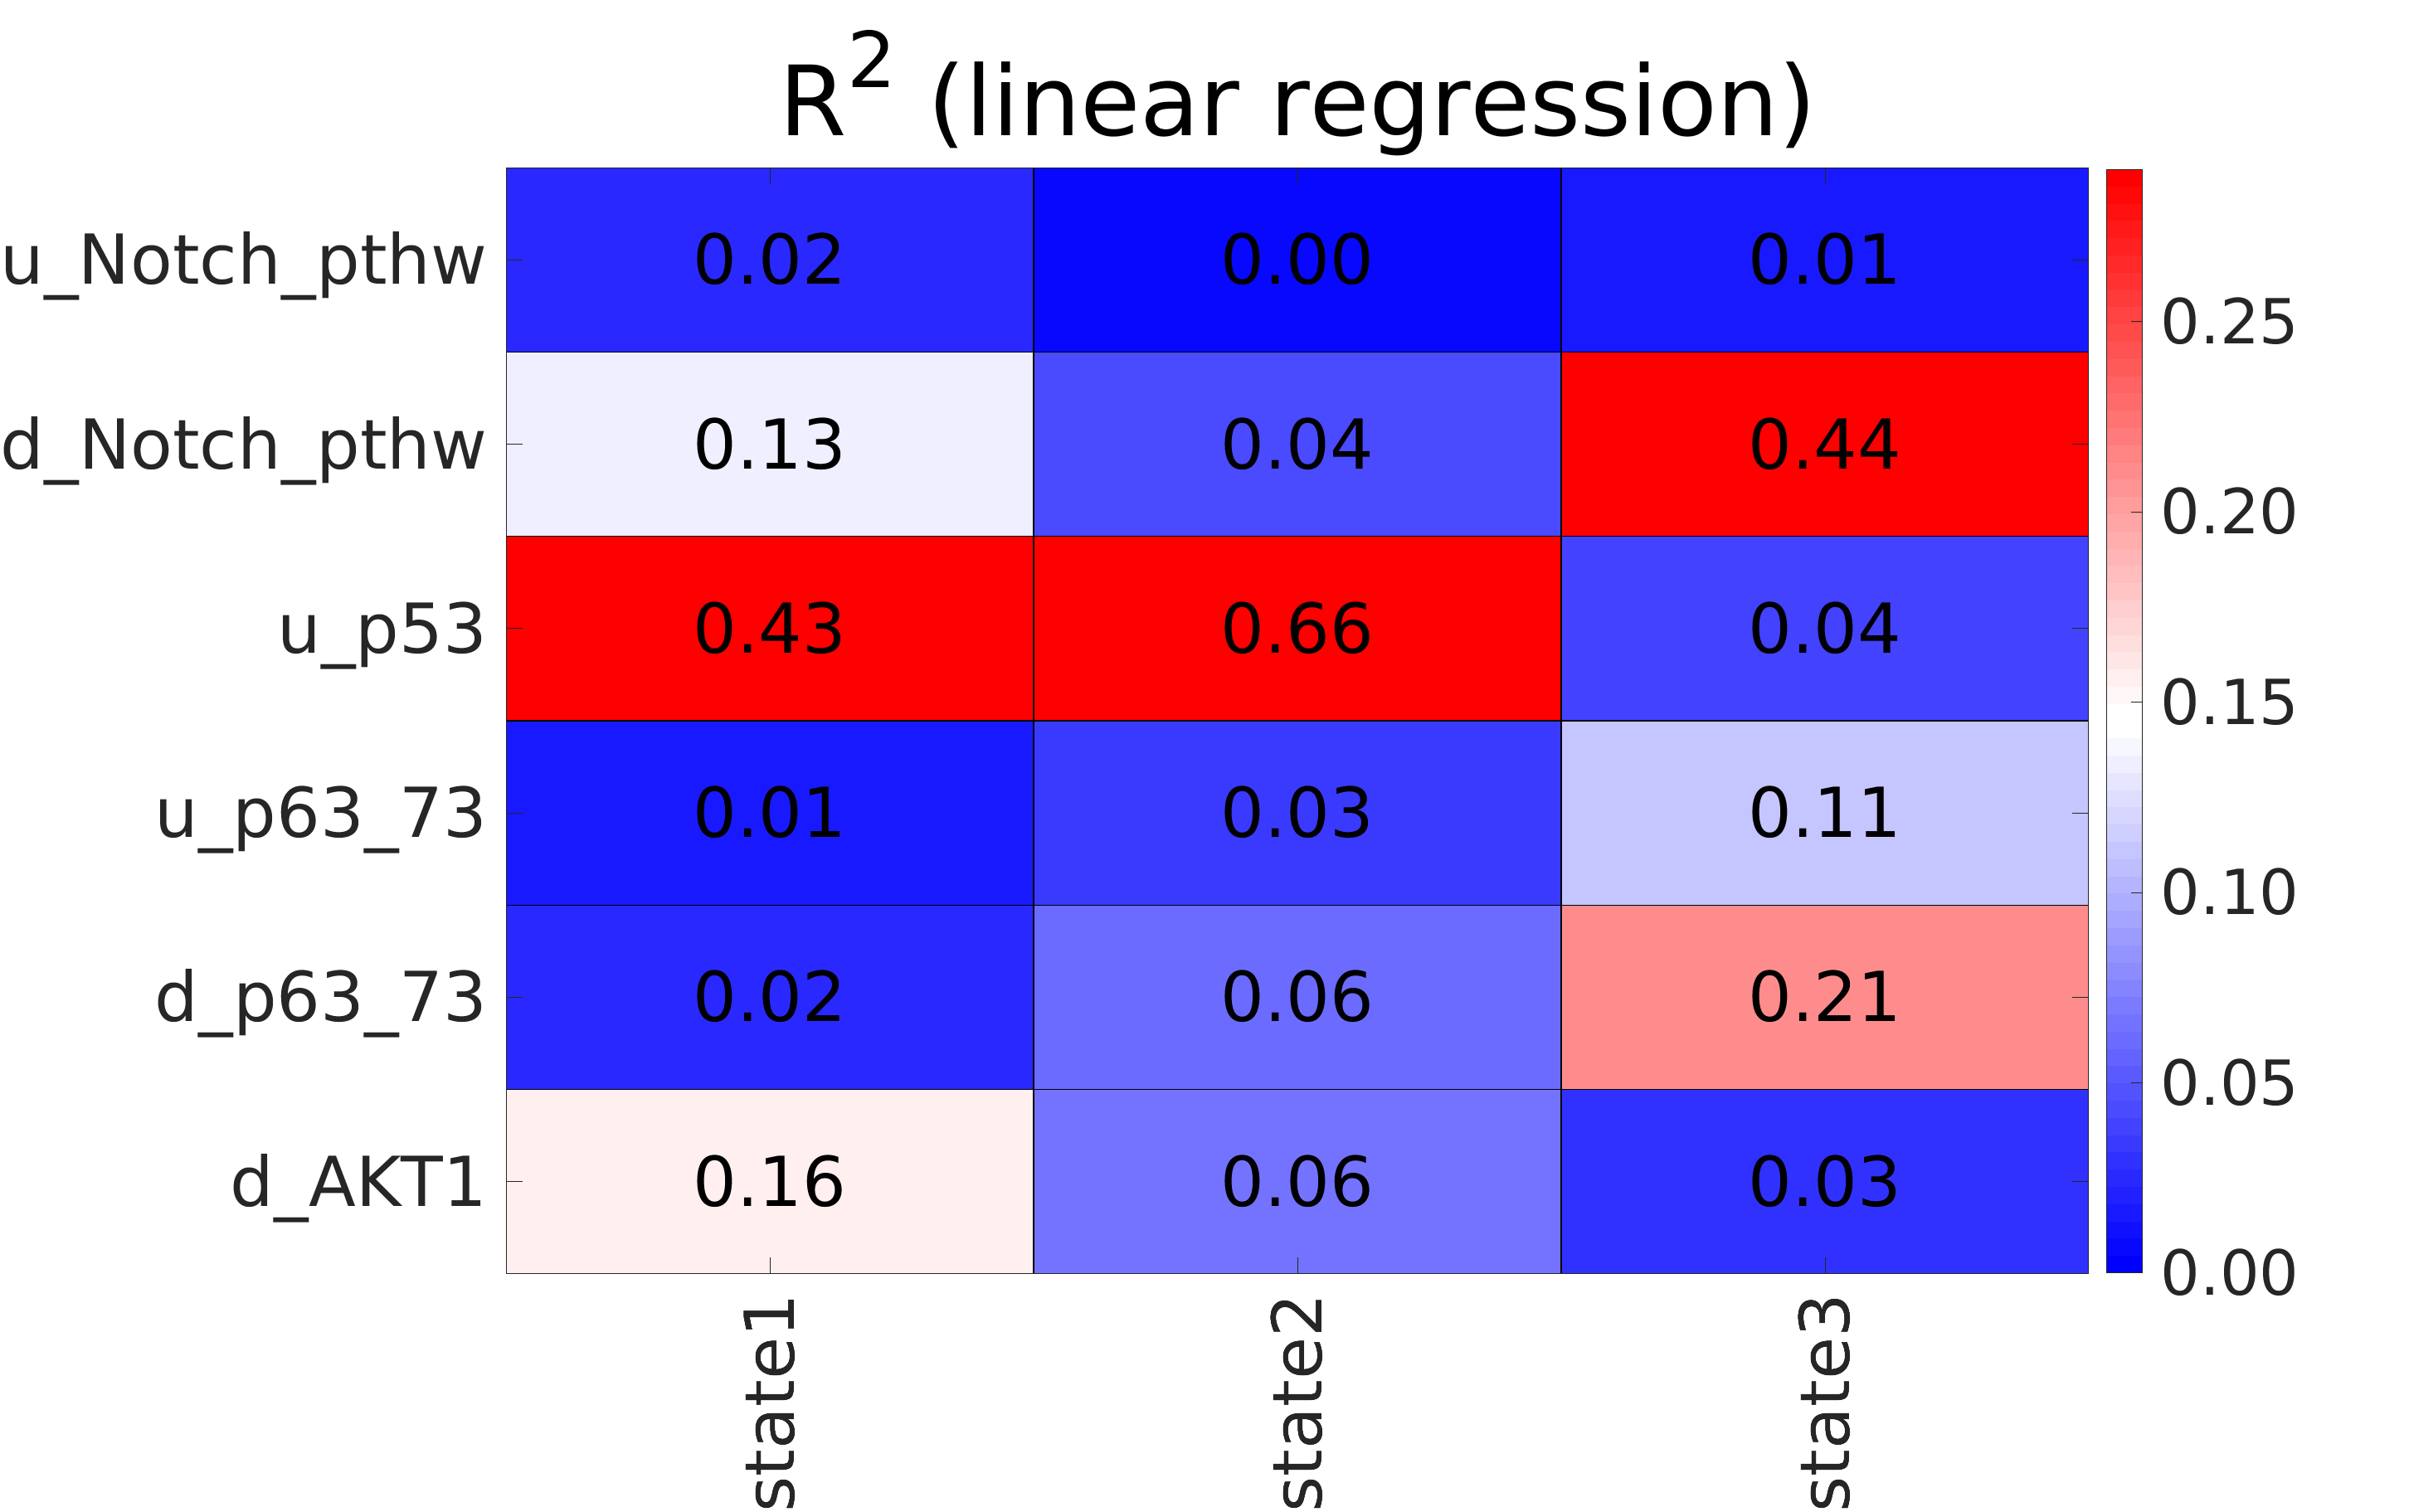 R² (linear regression)
u_Notch_pthw 0.02 0.00 0.01
d_Notch_pthw 0.13 0.04 0.44
u_p53 0.43 0.66 0.04
u_p63_73 0.01 0.03 0.11
d_p63_73 0.02 0.06 0.21
d_AKT1 0.16 0.06 0.03
state1 state2 state3
0.25
0.20
0.15
0.10
0.05
0.00